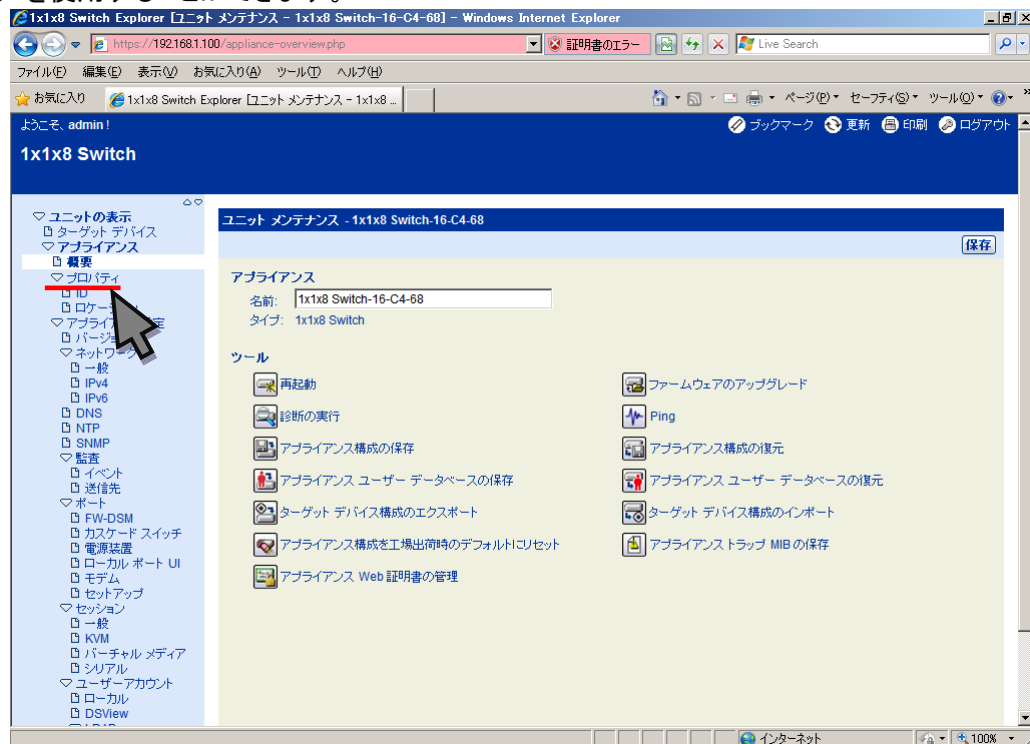 を使用することができます。
1x1x8 Switch Explorer [ユニット メンテナンス - 1x1x8 Switch-16-C4-68] - Windows Internet Explorer
https://192.168.1.100/appliance-overview.php
証明書のエラー
Live Search
ファイル(F) 編集(E) 表示(V) お気に入り(A) ツール(T) ヘルプ(H)
お気に入り
1x1x8 Switch Explorer [ユニット メンテナンス - 1x1x8 ...
ページ(P) セーフティ(S) ツール(O)
ようこそ、admin !
ブックマーク 更新 印刷 ログアウト
1x1x8 Switch
ユニットの表示
ターゲット デバイス
アプライアンス
概要
プロパティ
ID
アプライ
バージョ
ネットワーク
一般
IPv4
IPv6
DNS
NTP
SNMP
監査
イベント
送信先
ポート
FW-DSM
カスケード スイッチ
電源装置
ローカル ポート UI
モデム
セットアップ
セッション
一般
KVM
バーチャル メディア
シリアル
ユーザーアカウント
ローカル
DSView
ユニット メンテナンス - 1x1x8 Switch-16-C4-68
保存
アプライアンス
名前: 1x1x8 Switch-16-C4-68
タイプ: 1x1x8 Switch
ツール
再起動
ファームウェアのアップグレード
診断の実行
Ping
アプライアンス構成の保存
アプライアンス構成の復元
アプライアンス ユーザー データベースの保存
アプライアンス ユーザー データベースの復元
ターゲット デバイス構成のエクスポート
ターゲット デバイス構成のインポート
アプライアンス構成を工場出荷時のデフォルトにリセット
アプライアンス トラップ MIB の保存
アプライアンス Web 証明書の管理
インターネット
100%